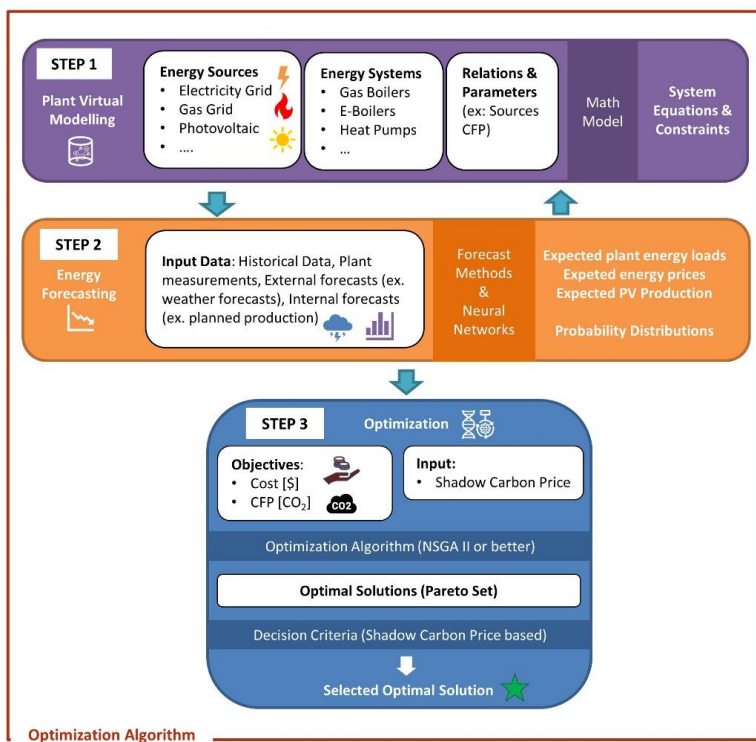 STEP 1
Plant Virtual
Modelling
Energy Sources
• Electricity Grid
• Gas Grid
• Photovoltaic
• ....
Energy Systems
• Gas Boilers
• E-Boilers
• Heat Pumps
• ...
Relations &
Parameters
(ex: Sources
CFP)
Math
Model
System
Equations &
Constraints
STEP 2
Energy
Forecasting
Input Data: Historical Data, Plant
measurements, External forecasts (ex.
weather forecasts), Internal forecasts
(ex. planned production)
Forecast
Methods
&
Neural
Networks
Expected plant energy loads
Expeted energy prices
Expected PV Production
Probability Distributions
STEP 3
Optimization
Objectives:
• Cost [$]
• CFP [CO₂]
CO2
Input:
• Shadow Carbon Price
Optimization Algorithm (NSGA II or better)
Optimal Solutions (Pareto Set)
Decision Criteria (Shadow Carbon Price based)
Selected Optimal Solution
Optimization Algorithm